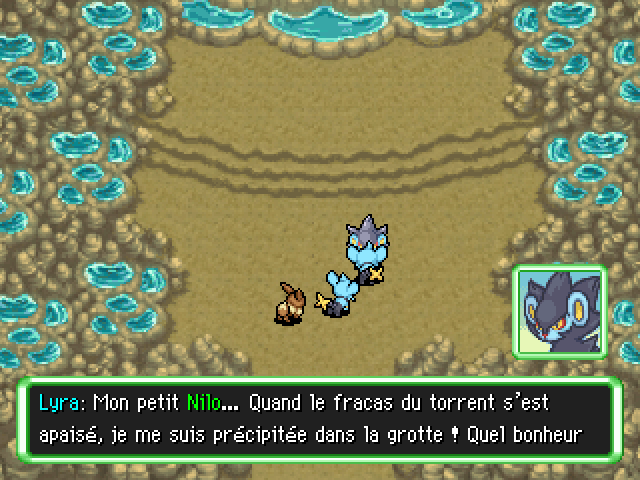 Lyra: Mon petit Nilo... Quand le fracas du torrent s'est
apaisé, je me suis précipitée dans la grotte ! Quel bonheur